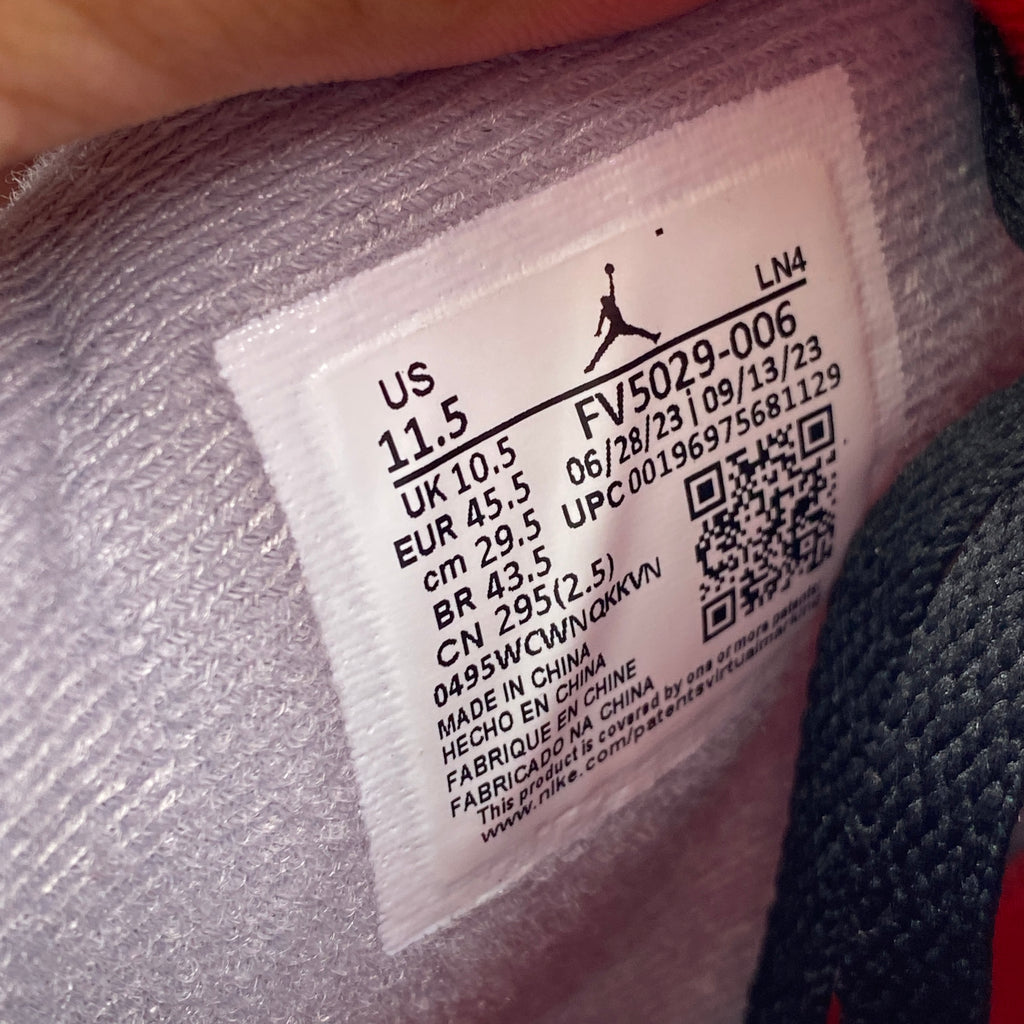 LN4
US
11.5
FV5029-006
06/28/23 | 09/13/23
UPC 00196975681129
UK 10.5
EUR 45.5
cm 29.5
BR 43.5
CN 295(2.5)
0495WCWNQKKVN
MADE IN CHINA
HECHO EN CHINA
FABRIQUE EN CHINE
FABRICADO NA CHINA
This product is covered by one or more patents:
www.nike.com/patentsvirtualmarking